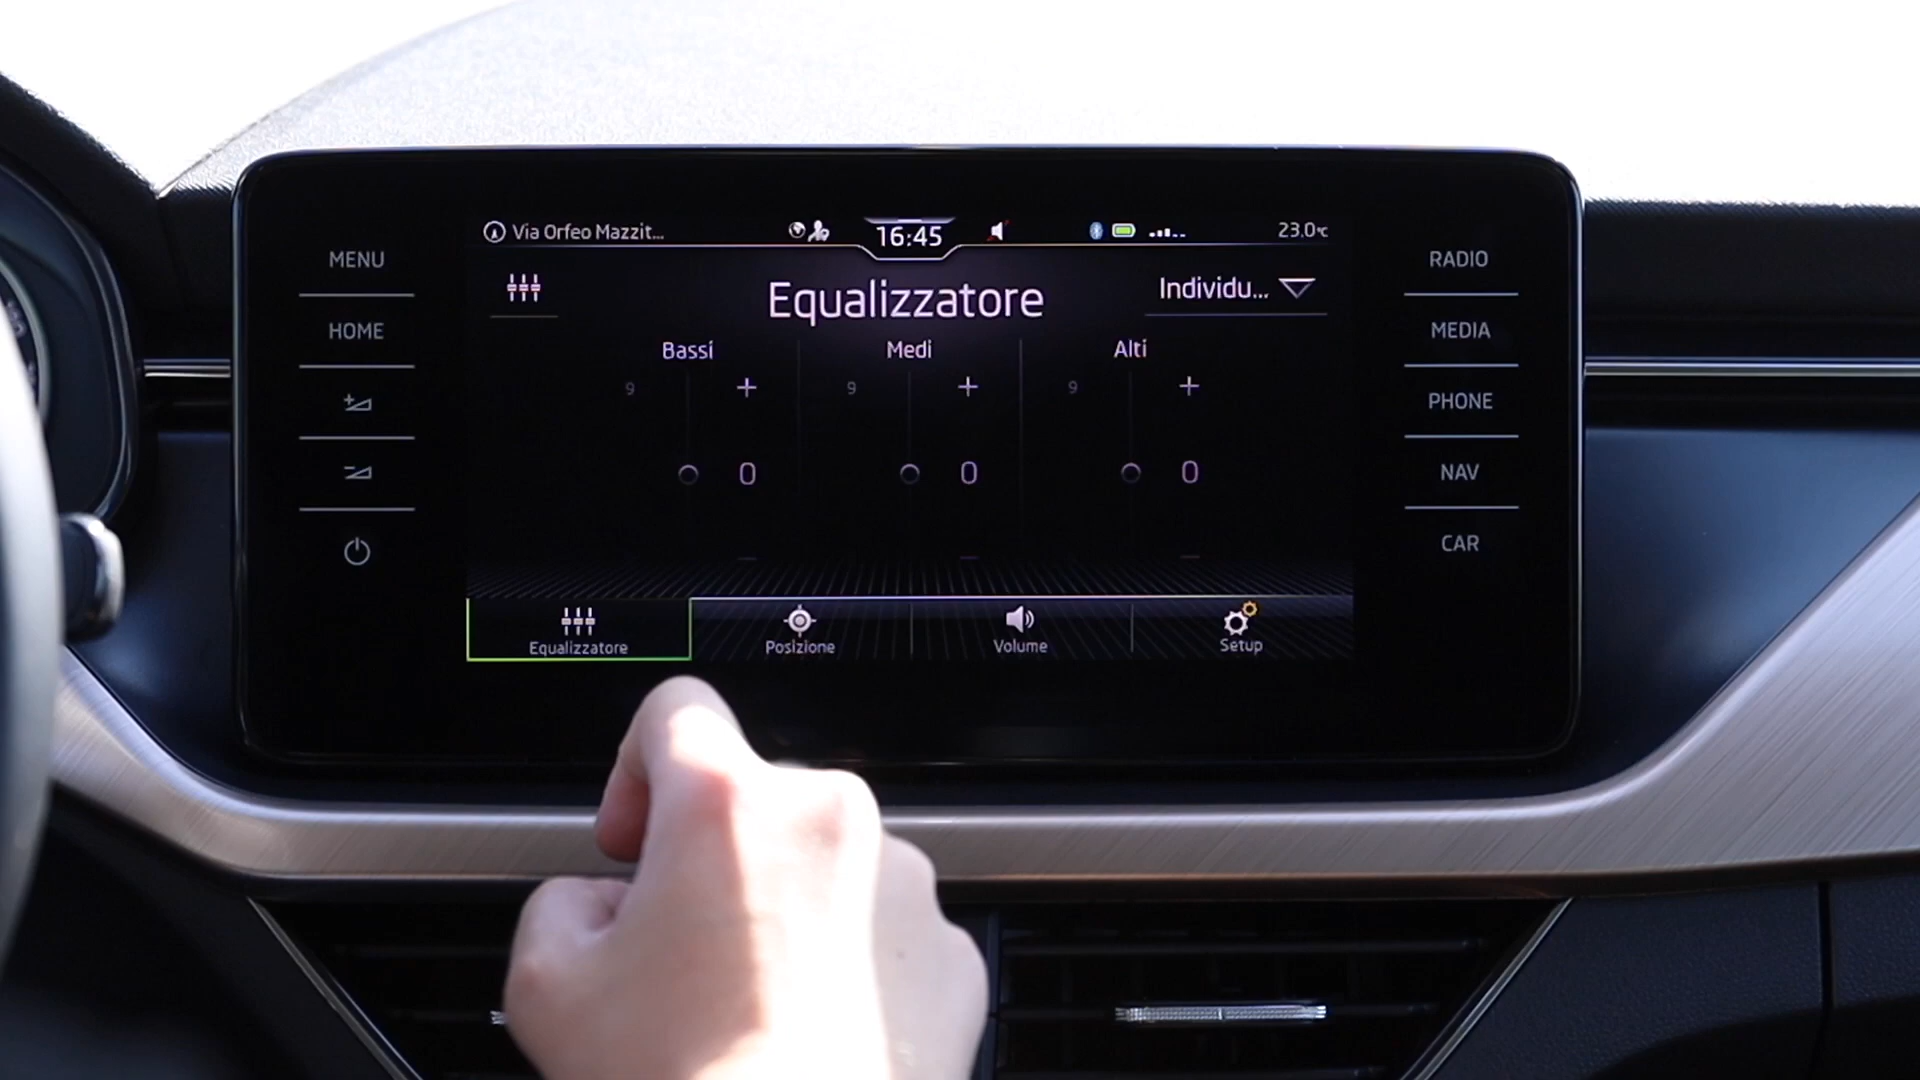 Via Orfeo Mazzit...
16:45
23.0°C
MENU
HOME
RADIO
MEDIA
PHONE
NAV
CAR
Equalizzatore
Individu...
Bassi
Medi
Alti
9 +
9 +
9 +
0
0
0
Equalizzatore
Posizione
Volume
Setup